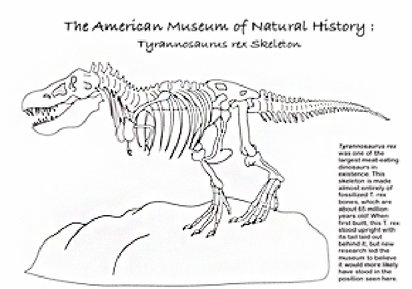 The American Museum of Natural History :
Tyrannosaurus rex Skeleton
Tyrannosaurus rex
was one of the
largest meat-eating
dinosaurs in
existence. This
skeleton is made
almost entirely of
fossilized T. rex
bones, which are
about 65 million
years old! When
first built, this T. rex
stood upright with
its tail laid out
behind it, but new
research led the
museum to believe
it would more likely
have stood in the
position seen here.